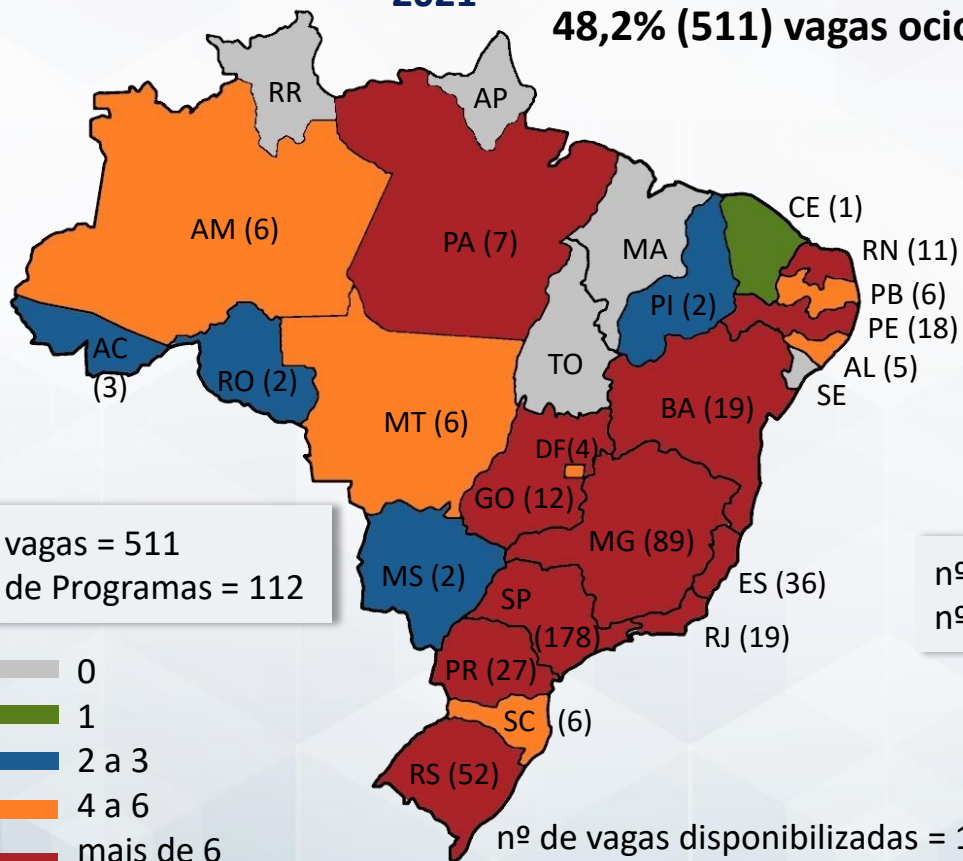 2021
48,2% (511) vagas
RR
AP
AM (6)
PA (7)
MA
CE (1)
RN (11)
PI (2)
PB (6)
PE (18)
AC
(3)
RO (2)
TO
AL (5)
SE
MT (6)
BA (19)
DF(4)
GO (12)
MG (89)
vagas = 511
de Programas = 112
MS (2)
SP
(178)
ES (36)
RJ (19)
nº
nº
PR (27)
SC (6)
RS (52)
0
1
2 a 3
4 a 6
mais de 6
nº de vagas disponibilizadas =